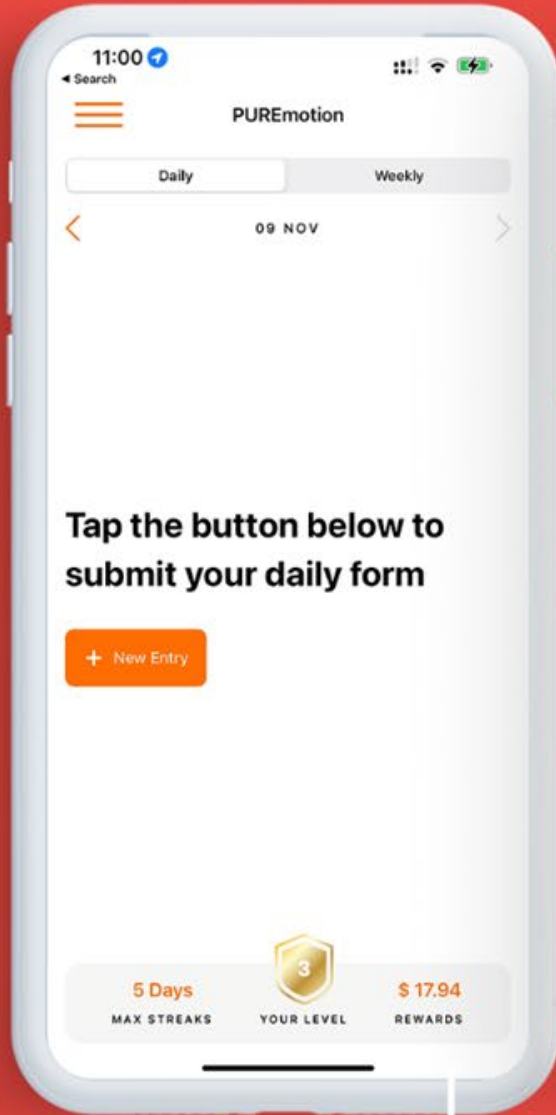 11:00
Search
PUREmotion
Daily Weekly
09 NOV
Tap the button below to
submit your daily form
+ New Entry
3
5 Days $ 17.94
MAX STREAKS YOUR LEVEL REWARDS